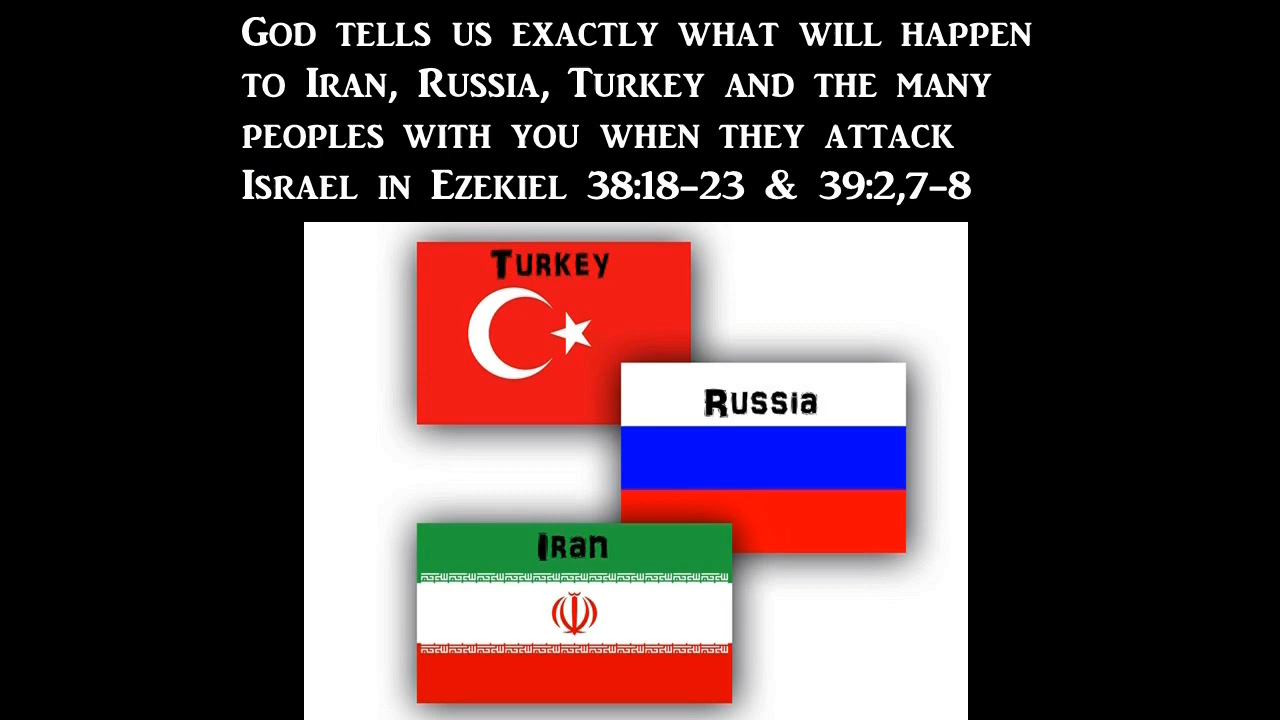 God tells us exactly what will happen
to Iran, Russia, Turkey and the many
peoples with you when they attack
Israel in Ezekiel 38:18-23 & 39:2,7-8
Turkey
Russia
Iran